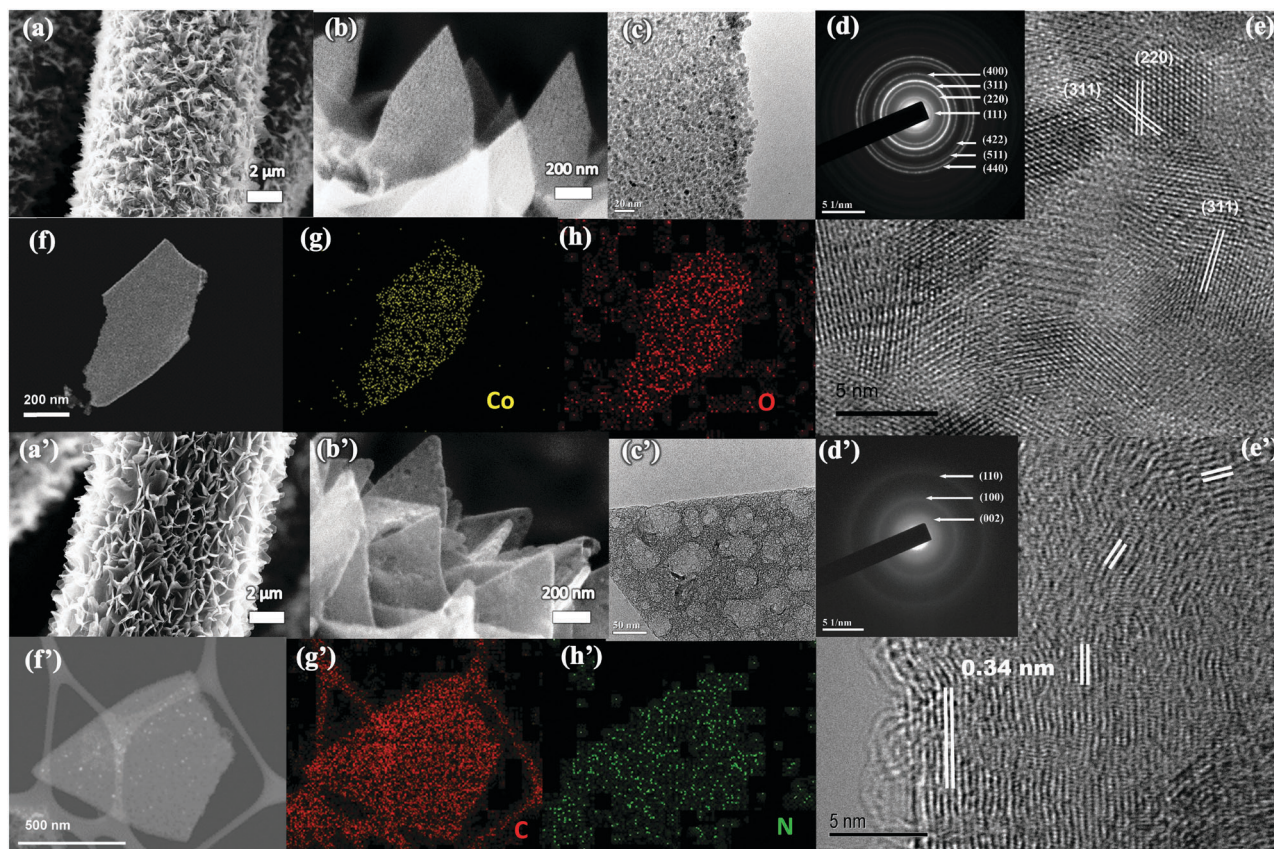 (a)
2 µm
(b)
200 nm
(c)
20 nm
(d)
(400)
(311)
(220)
(111)
(422)
(511)
(440)
5 1/nm
(e)
(220)
(311)
(311)
5 nm
(f)
200 nm
(g)
Co
(h)
O
(a')
2 µm
(b')
200 nm
(c')
50 nm
(d')
(110)
(100)
(002)
5 1/nm
(e')
0.34 nm
5 nm
(f')
500 nm
(g')
C
(h')
N